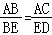 AB/BE = AC/ED